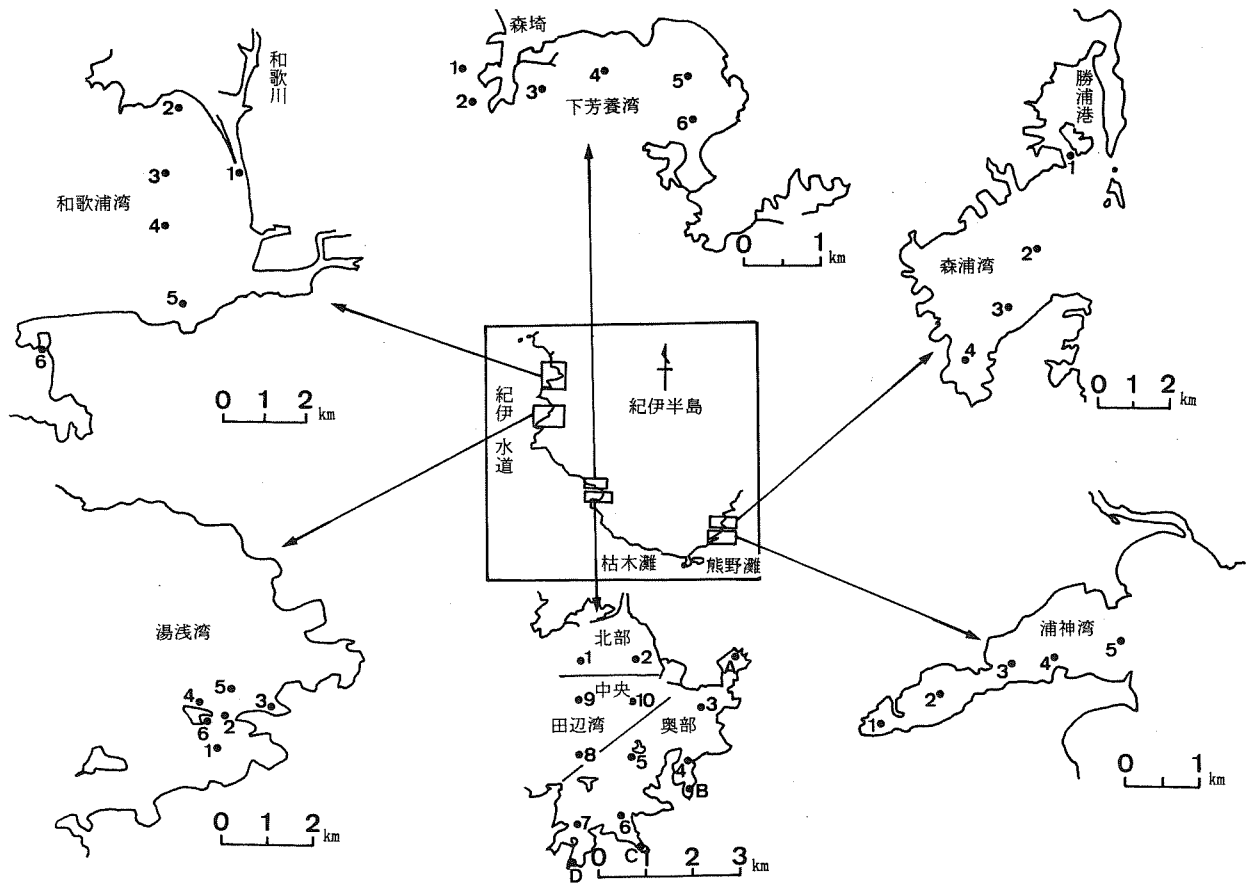 和歌川
2
3
1
和歌浦湾
4
5
6
0 1 2 km
森埼
1
2
3
4
5
下芳養湾
6
0 1 km
勝浦港
1
2
森浦湾
3
4
0 1 2 km
紀伊水道
紀伊半島
枯木灘
熊野灘
湯浅湾
4
5
3
6
2
1
0 1 2 km
北部
1
2
A
中央
9
10
3
田辺湾
奥部
8
5
4
B
7
6
C
D
0 1 2 3 km
浦神湾
5
3
4
2
1
0 1 km